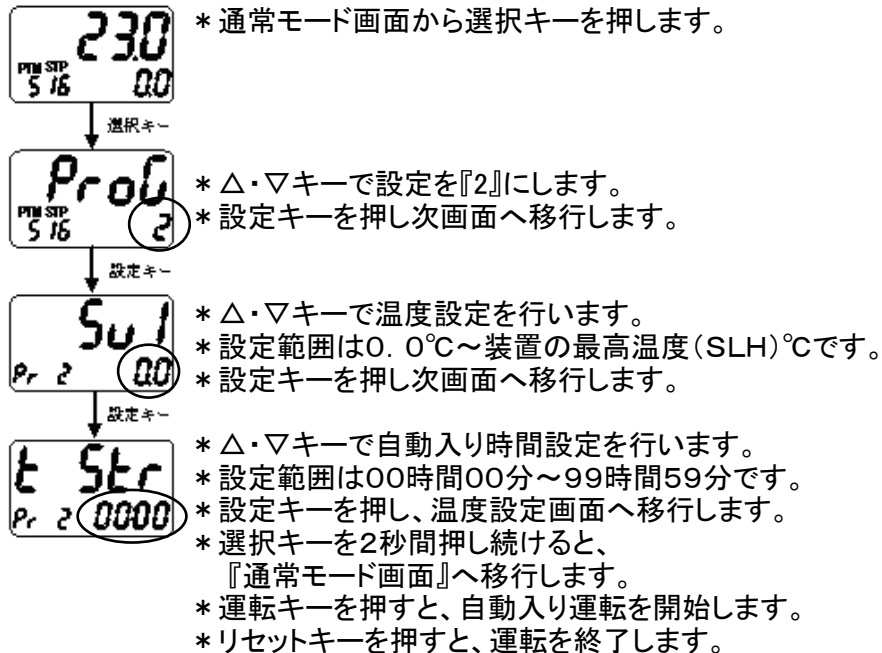 23.0
＊通常モード画面から選択キーを押します。
PTN STP
5 16 0.0
選択キー
ProG
＊△・▽キーで設定を『2』にします。
PTN STP
5 16 2
＊設定キーを押し次画面へ移行します。
設定キー
Su1
＊△・▽キーで温度設定を行います。
＊設定範囲は0．0℃～装置の最高温度（SLH）℃です。
Pr 2 0.0
＊設定キーを押し次画面へ移行します。
設定キー
t Str
＊△・▽キーで自動入り時間設定を行います。
＊設定範囲は00時間00分～99時間59分です。
Pr 2 0000
＊設定キーを押し、温度設定画面へ移行します。
＊選択キーを2秒間押し続けると、
『通常モード画面』へ移行します。
＊運転キーを押すと、自動入り運転を開始します。
＊リセットキーを押すと、運転を終了します。